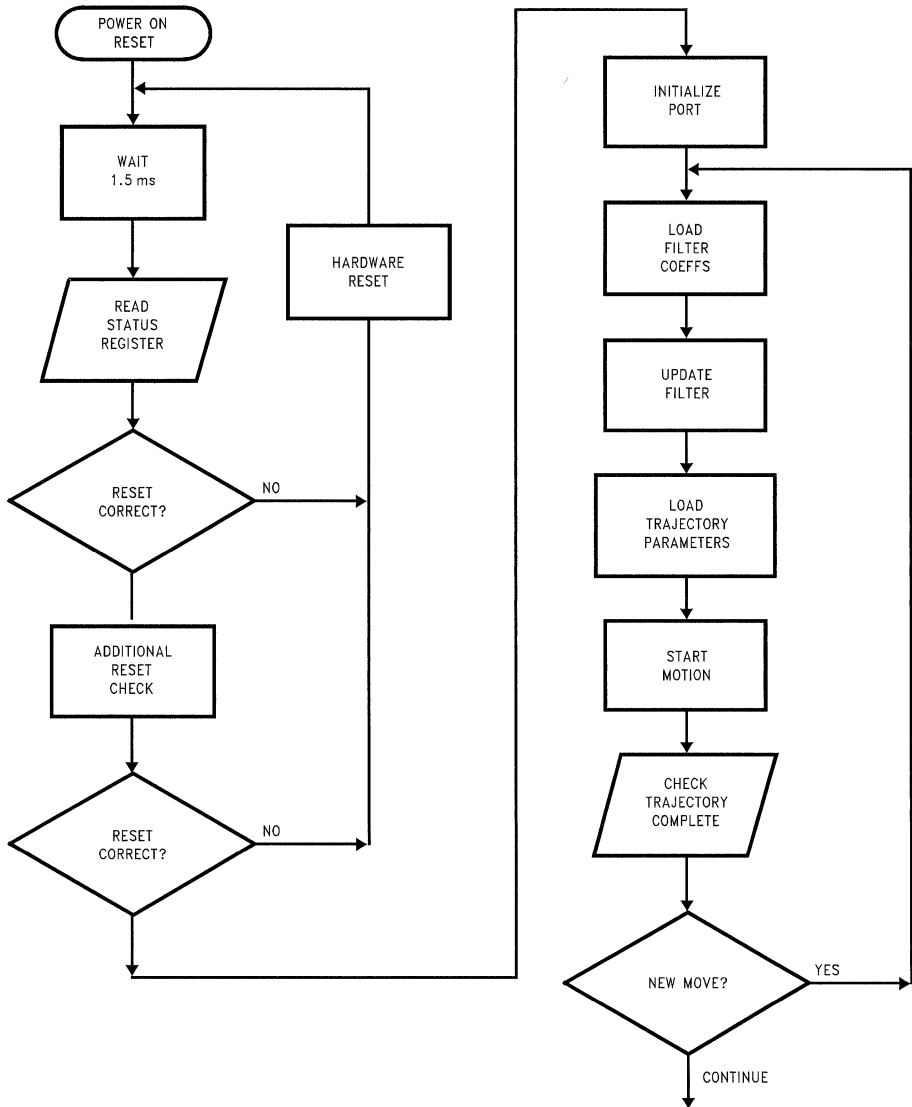 POWER ON
RESET
WAIT
1.5 ms
READ
STATUS
REGISTER
HARDWARE
RESET
RESET
CORRECT?
NO
ADDITIONAL
RESET
CHECK
RESET
CORRECT?
NO
INITIALIZE
PORT
LOAD
FILTER
COEFFS
UPDATE
FILTER
LOAD
TRAJECTORY
PARAMETERS
START
MOTION
CHECK
TRAJECTORY
COMPLETE
NEW MOVE?
YES
CONTINUE